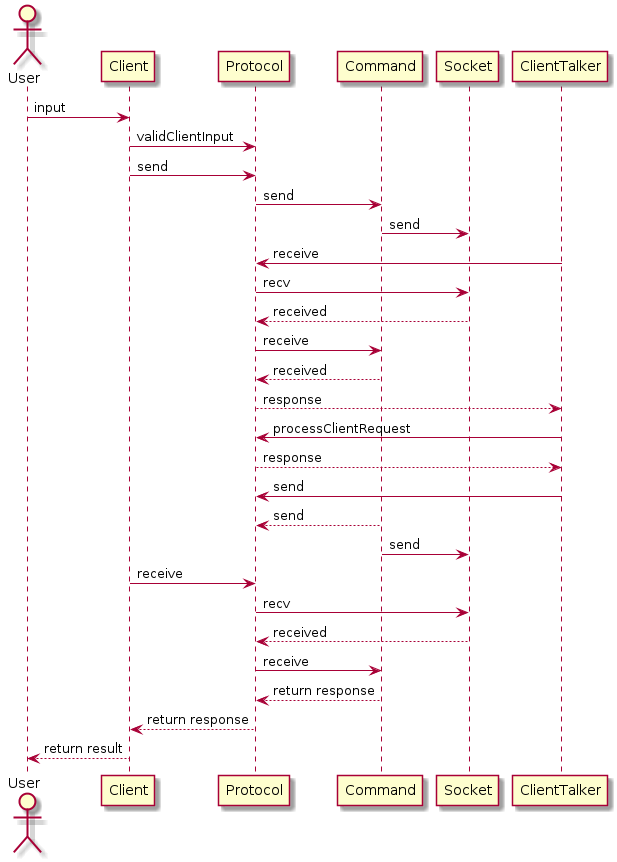 User
Client Protocol Command Socket ClientTalker
input
validClientInput
send
send
send
receive
recv
received
receive
received
response
processClientRequest
response
send
send
send
receive
recv
received
receive
return response
return response
return result
User
Client Protocol Command Socket ClientTalker